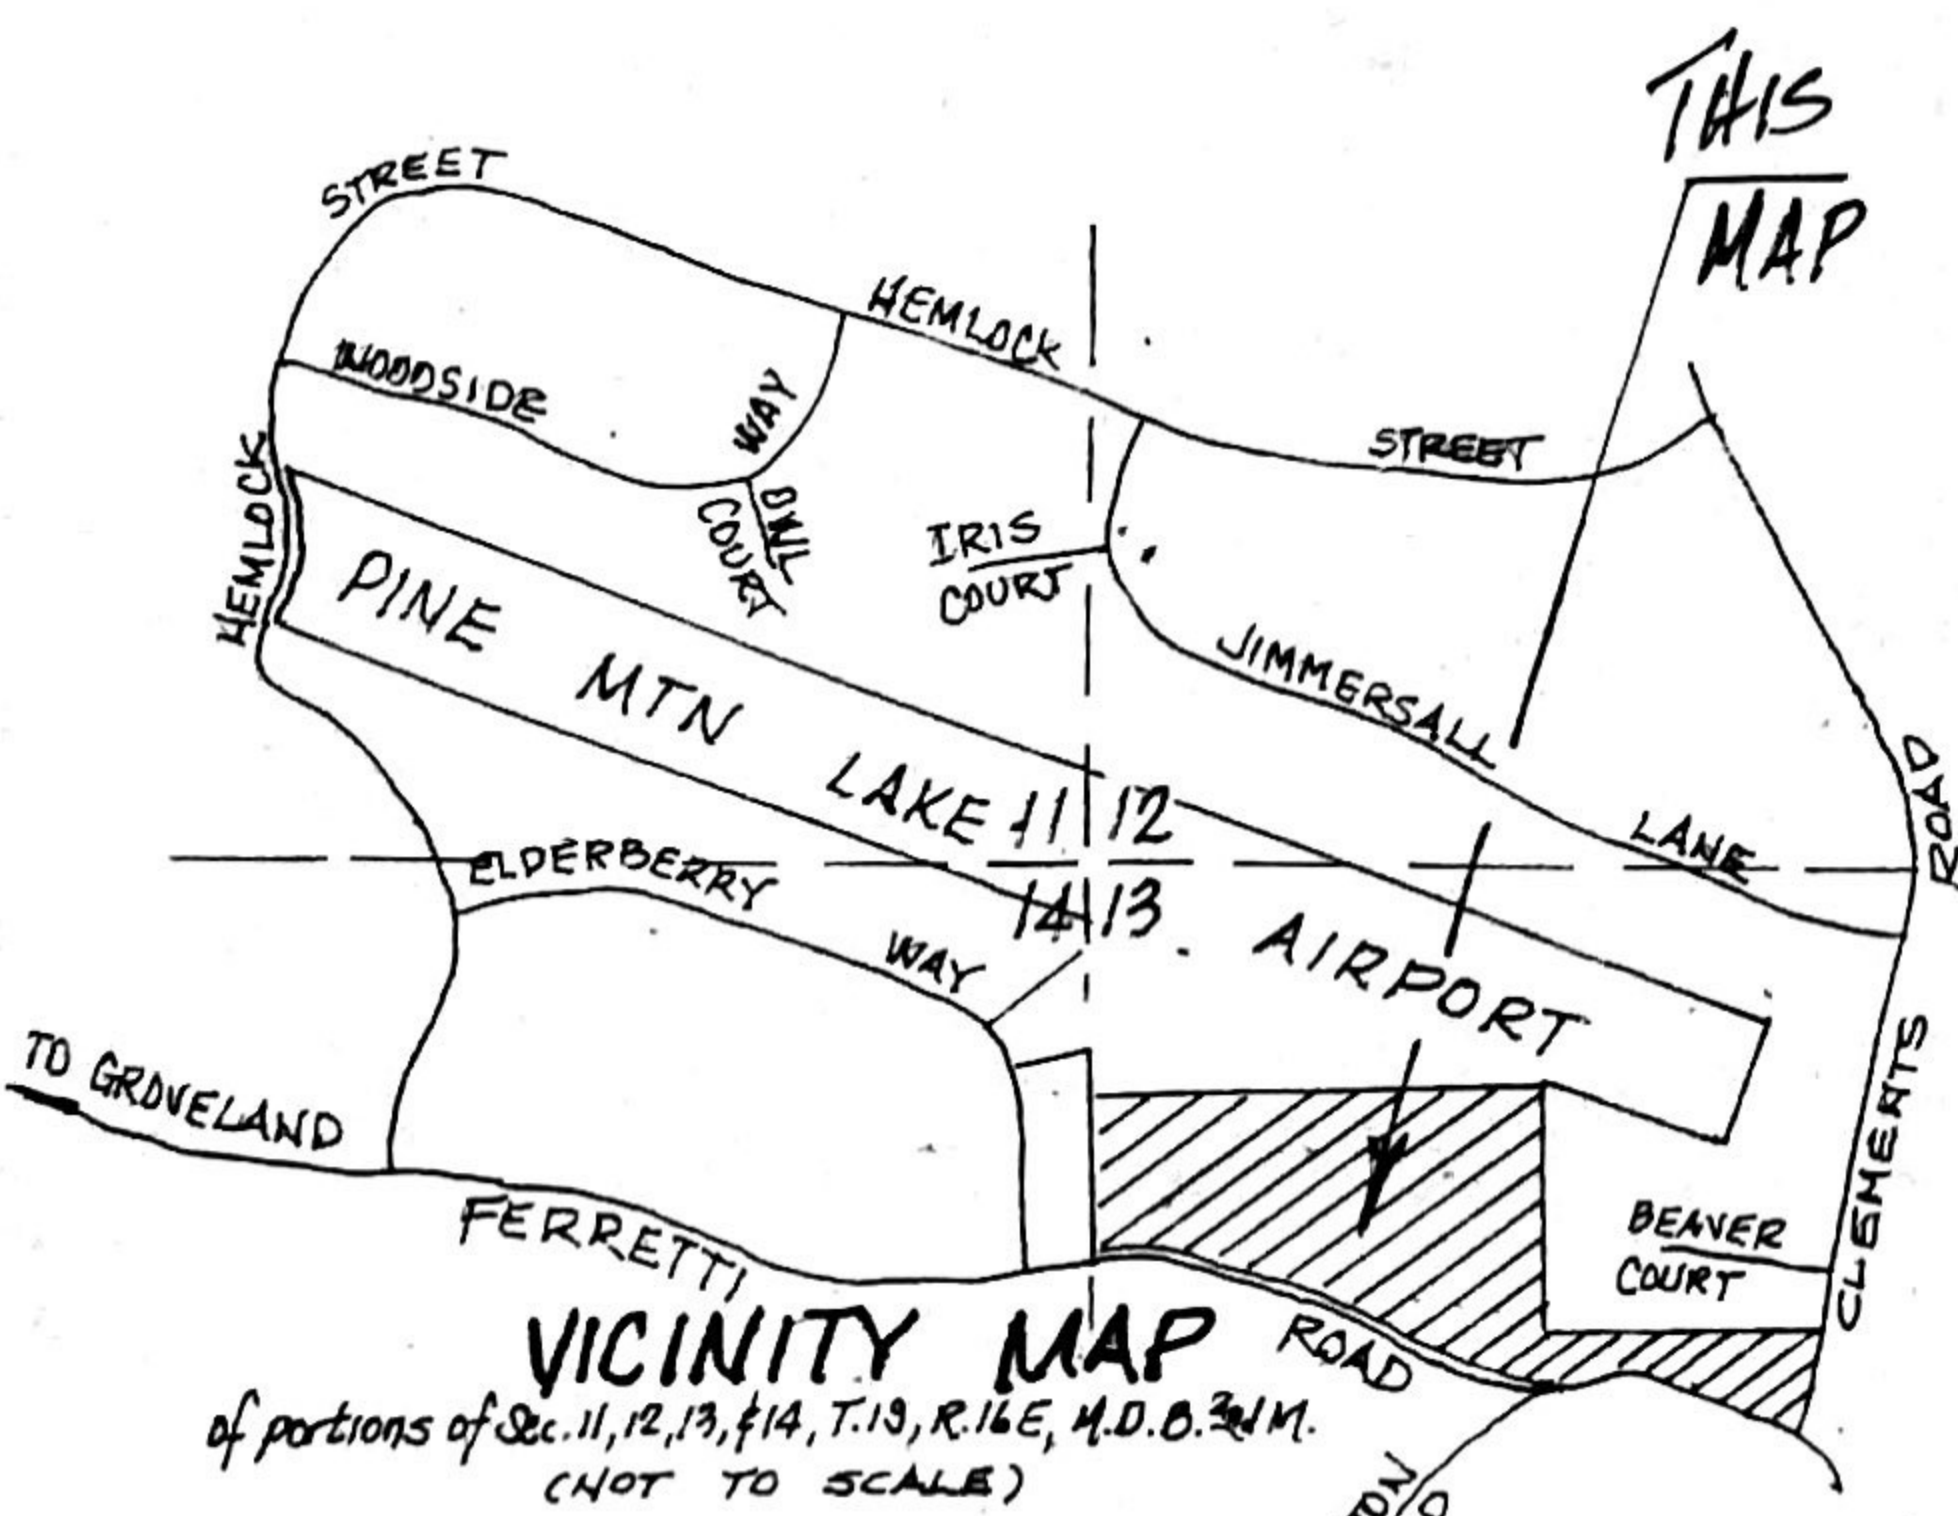 THIS
MAP
STREET
HEMLOCK
STREET
WOODSIDE
WAY
OWL
COURT
IRIS
COURT
HEMLOCK
JIMMERSALL
LANE
PINE MTN LAKE
AIRPORT
11 12
14 13
ELDERBERRY
WAY
ROAD
CLEMENTS
TO GROVELAND
FERRETTI
ROAD
BEAVER
COURT
VICINITY MAP
of portions of Sec. 11, 12, 13, & 14, T.1S, R.16E, M.D.B. M.
(NOT TO SCALE)